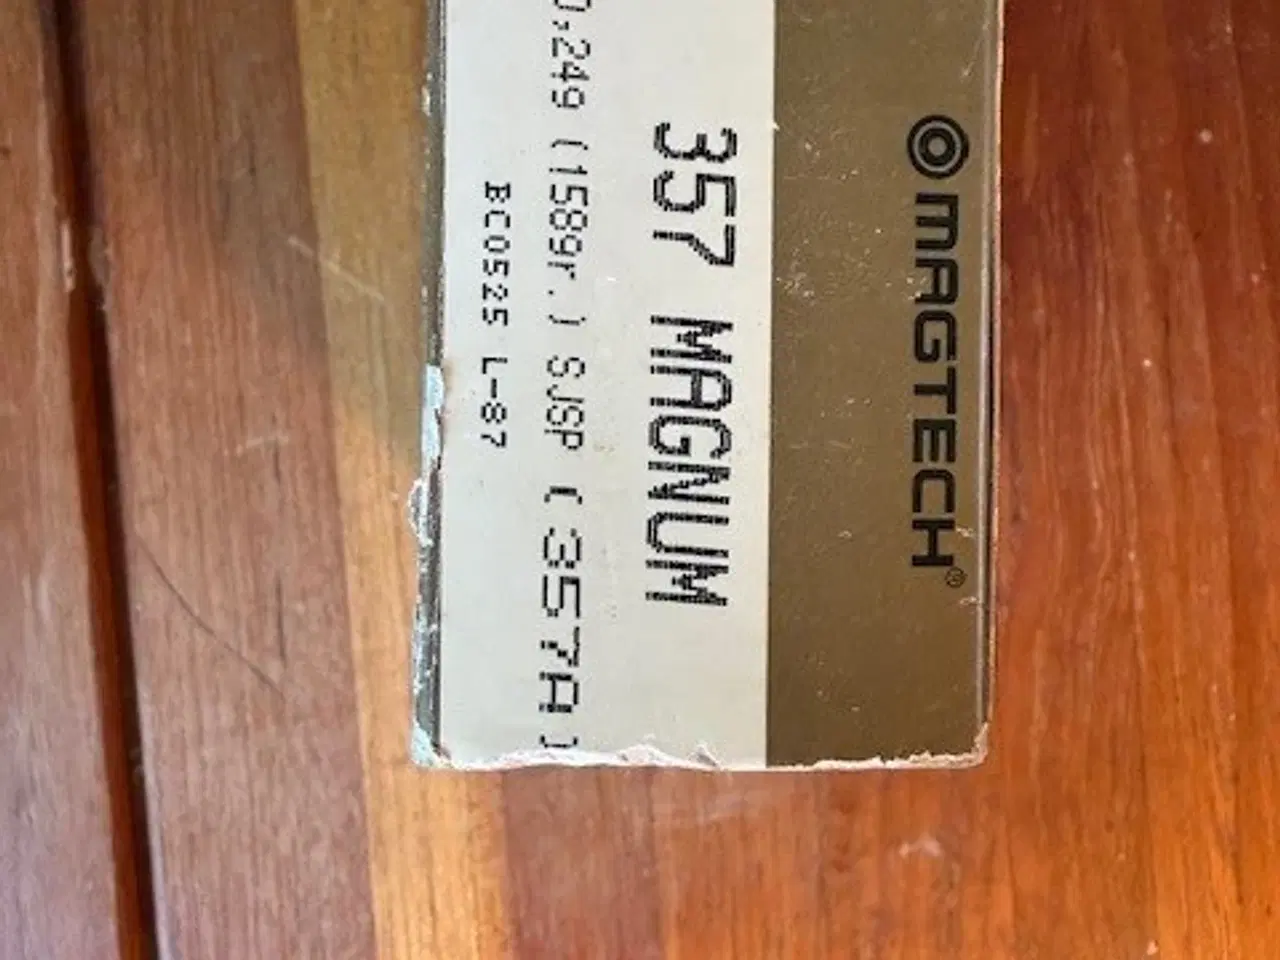 MAGTECH®
357 MAGNUM
0,249 (158gr.) SJSP (357A)
BC0525 L-87